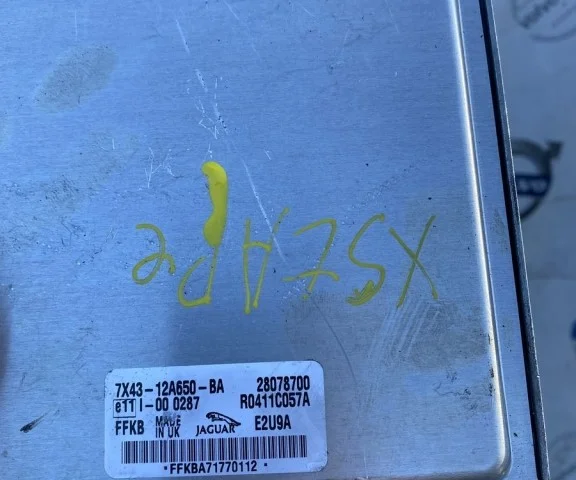 7X43-12A650-BA 28078700
e11 I-00 0287 R0411C057A
FFKB MADE IN UK JAGUAR E2U9A
*FFKBA71770112*